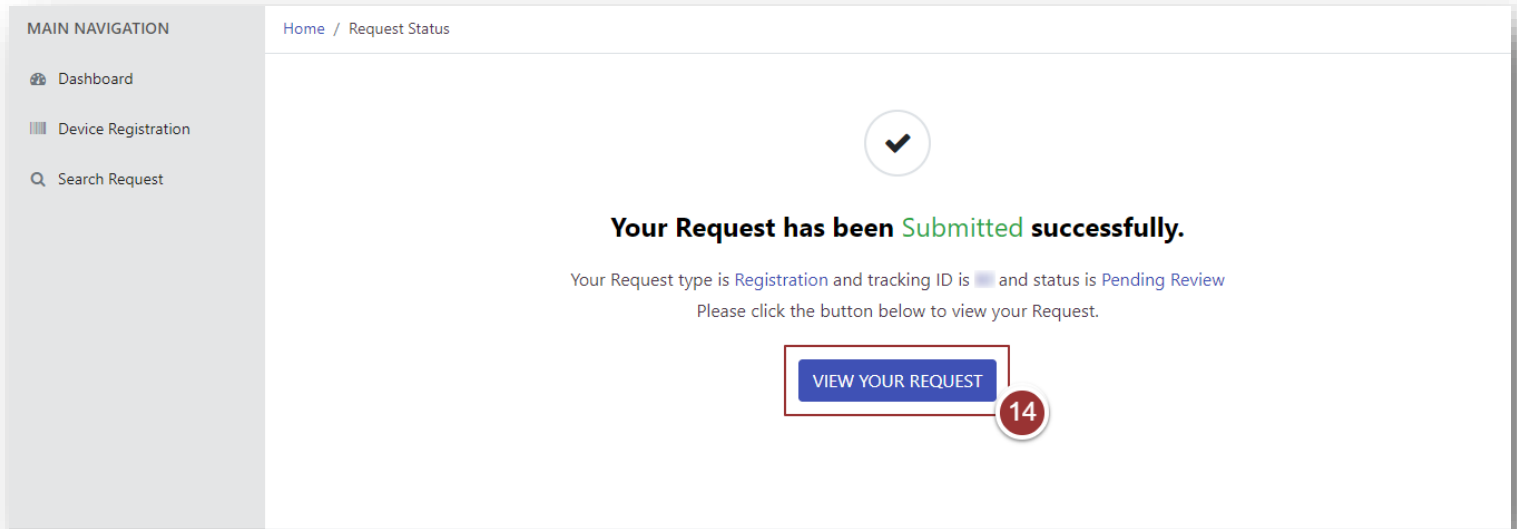 MAIN NAVIGATION
Dashboard
Device Registration
Search Request
Home / Request Status
Your Request has been Submitted successfully.
Your Request type is Registration and tracking ID is and status is Pending Review
Please click the button below to view your Request.
VIEW YOUR REQUEST
14